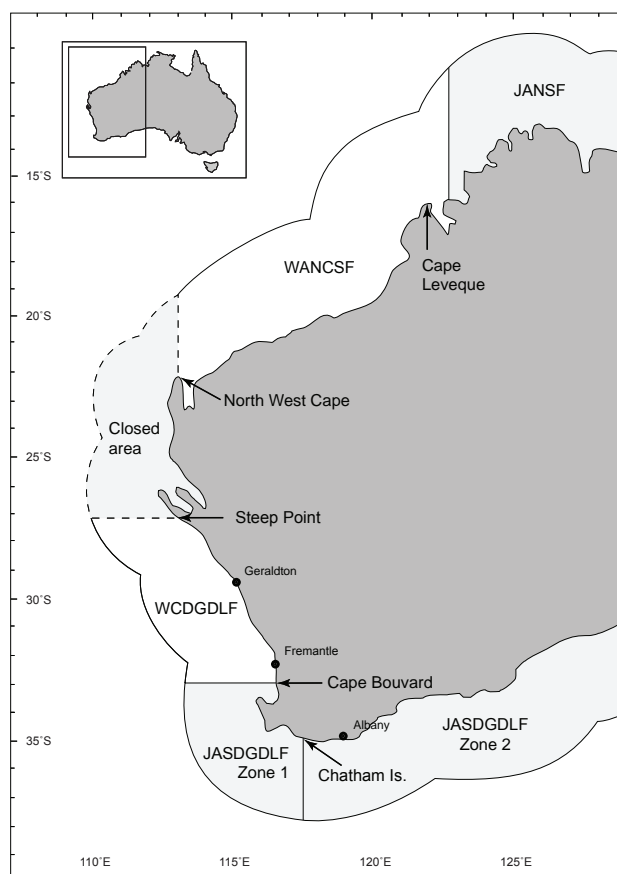 JANSF
15˚S
WANCSF
Cape
Leveque
20˚S
North West Cape
Closed
area
25˚S
Steep Point
Geraldton
30˚S
WCDGDLF
Fremantle
Cape Bouvard
Albany
35˚S
JASDGDLF
Zone 1
JASDGDLF
Zone 2
Chatham Is.
110˚E
115˚E
120˚E
125˚E